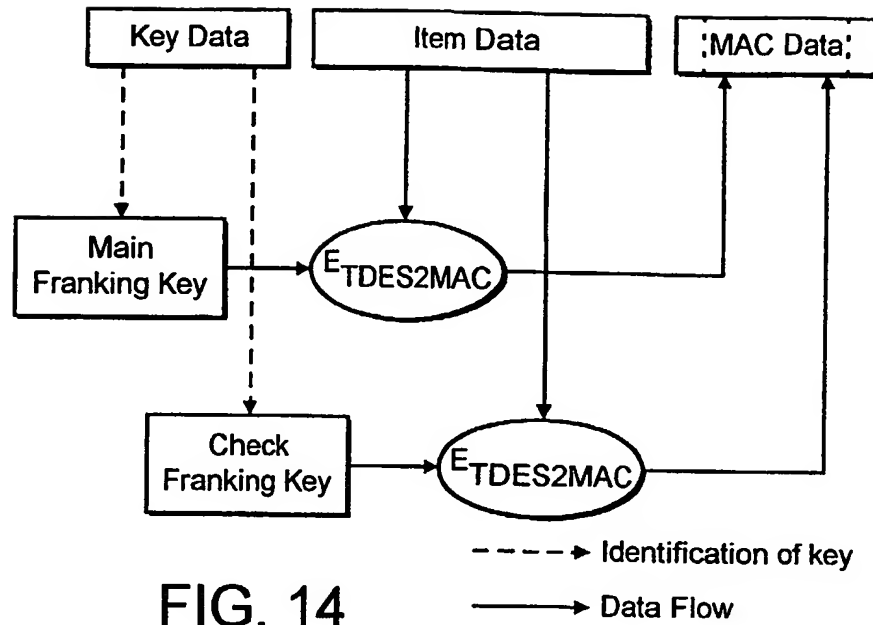 Key Data
Item Data
MAC Data
Main
Franking Key
ETDES2MAC
Check
Franking Key
ETDES2MAC
Identification of key
Data Flow
FIG. 14